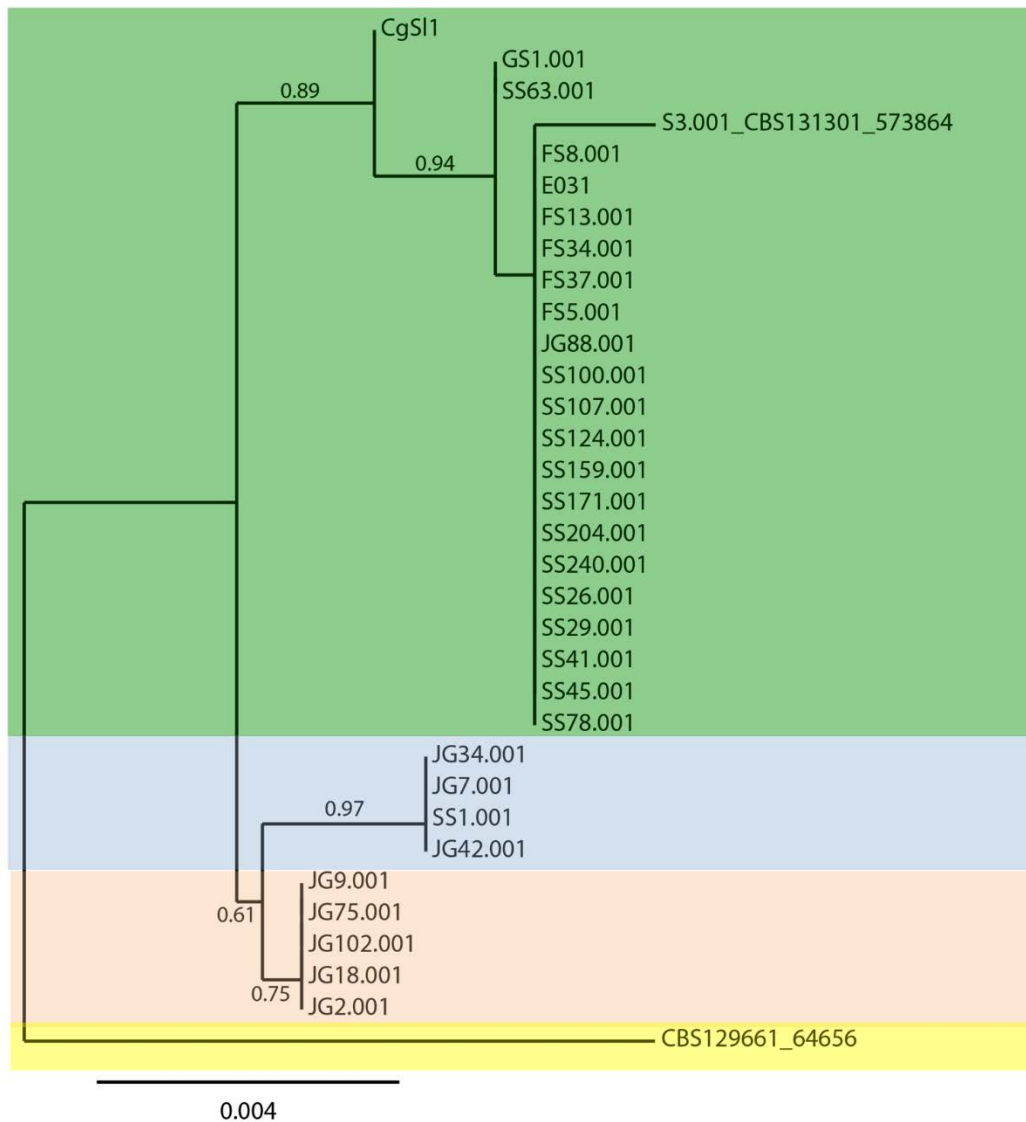 CgSl1
GS1.001
0.89
SS63.001
S3.001_CBS131301_573864
FS8.001
0.94
E031
FS13.001
FS34.001
FS37.001
FS5.001
JG88.001
SS100.001
SS107.001
SS124.001
SS159.001
SS171.001
SS204.001
SS240.001
SS26.001
SS29.001
SS41.001
SS45.001
SS78.001
JG34.001
JG7.001
0.97
SS1.001
JG42.001
JG9.001
0.61
JG75.001
JG102.001
JG18.001
0.75
JG2.001
CBS129661_64656
0.004